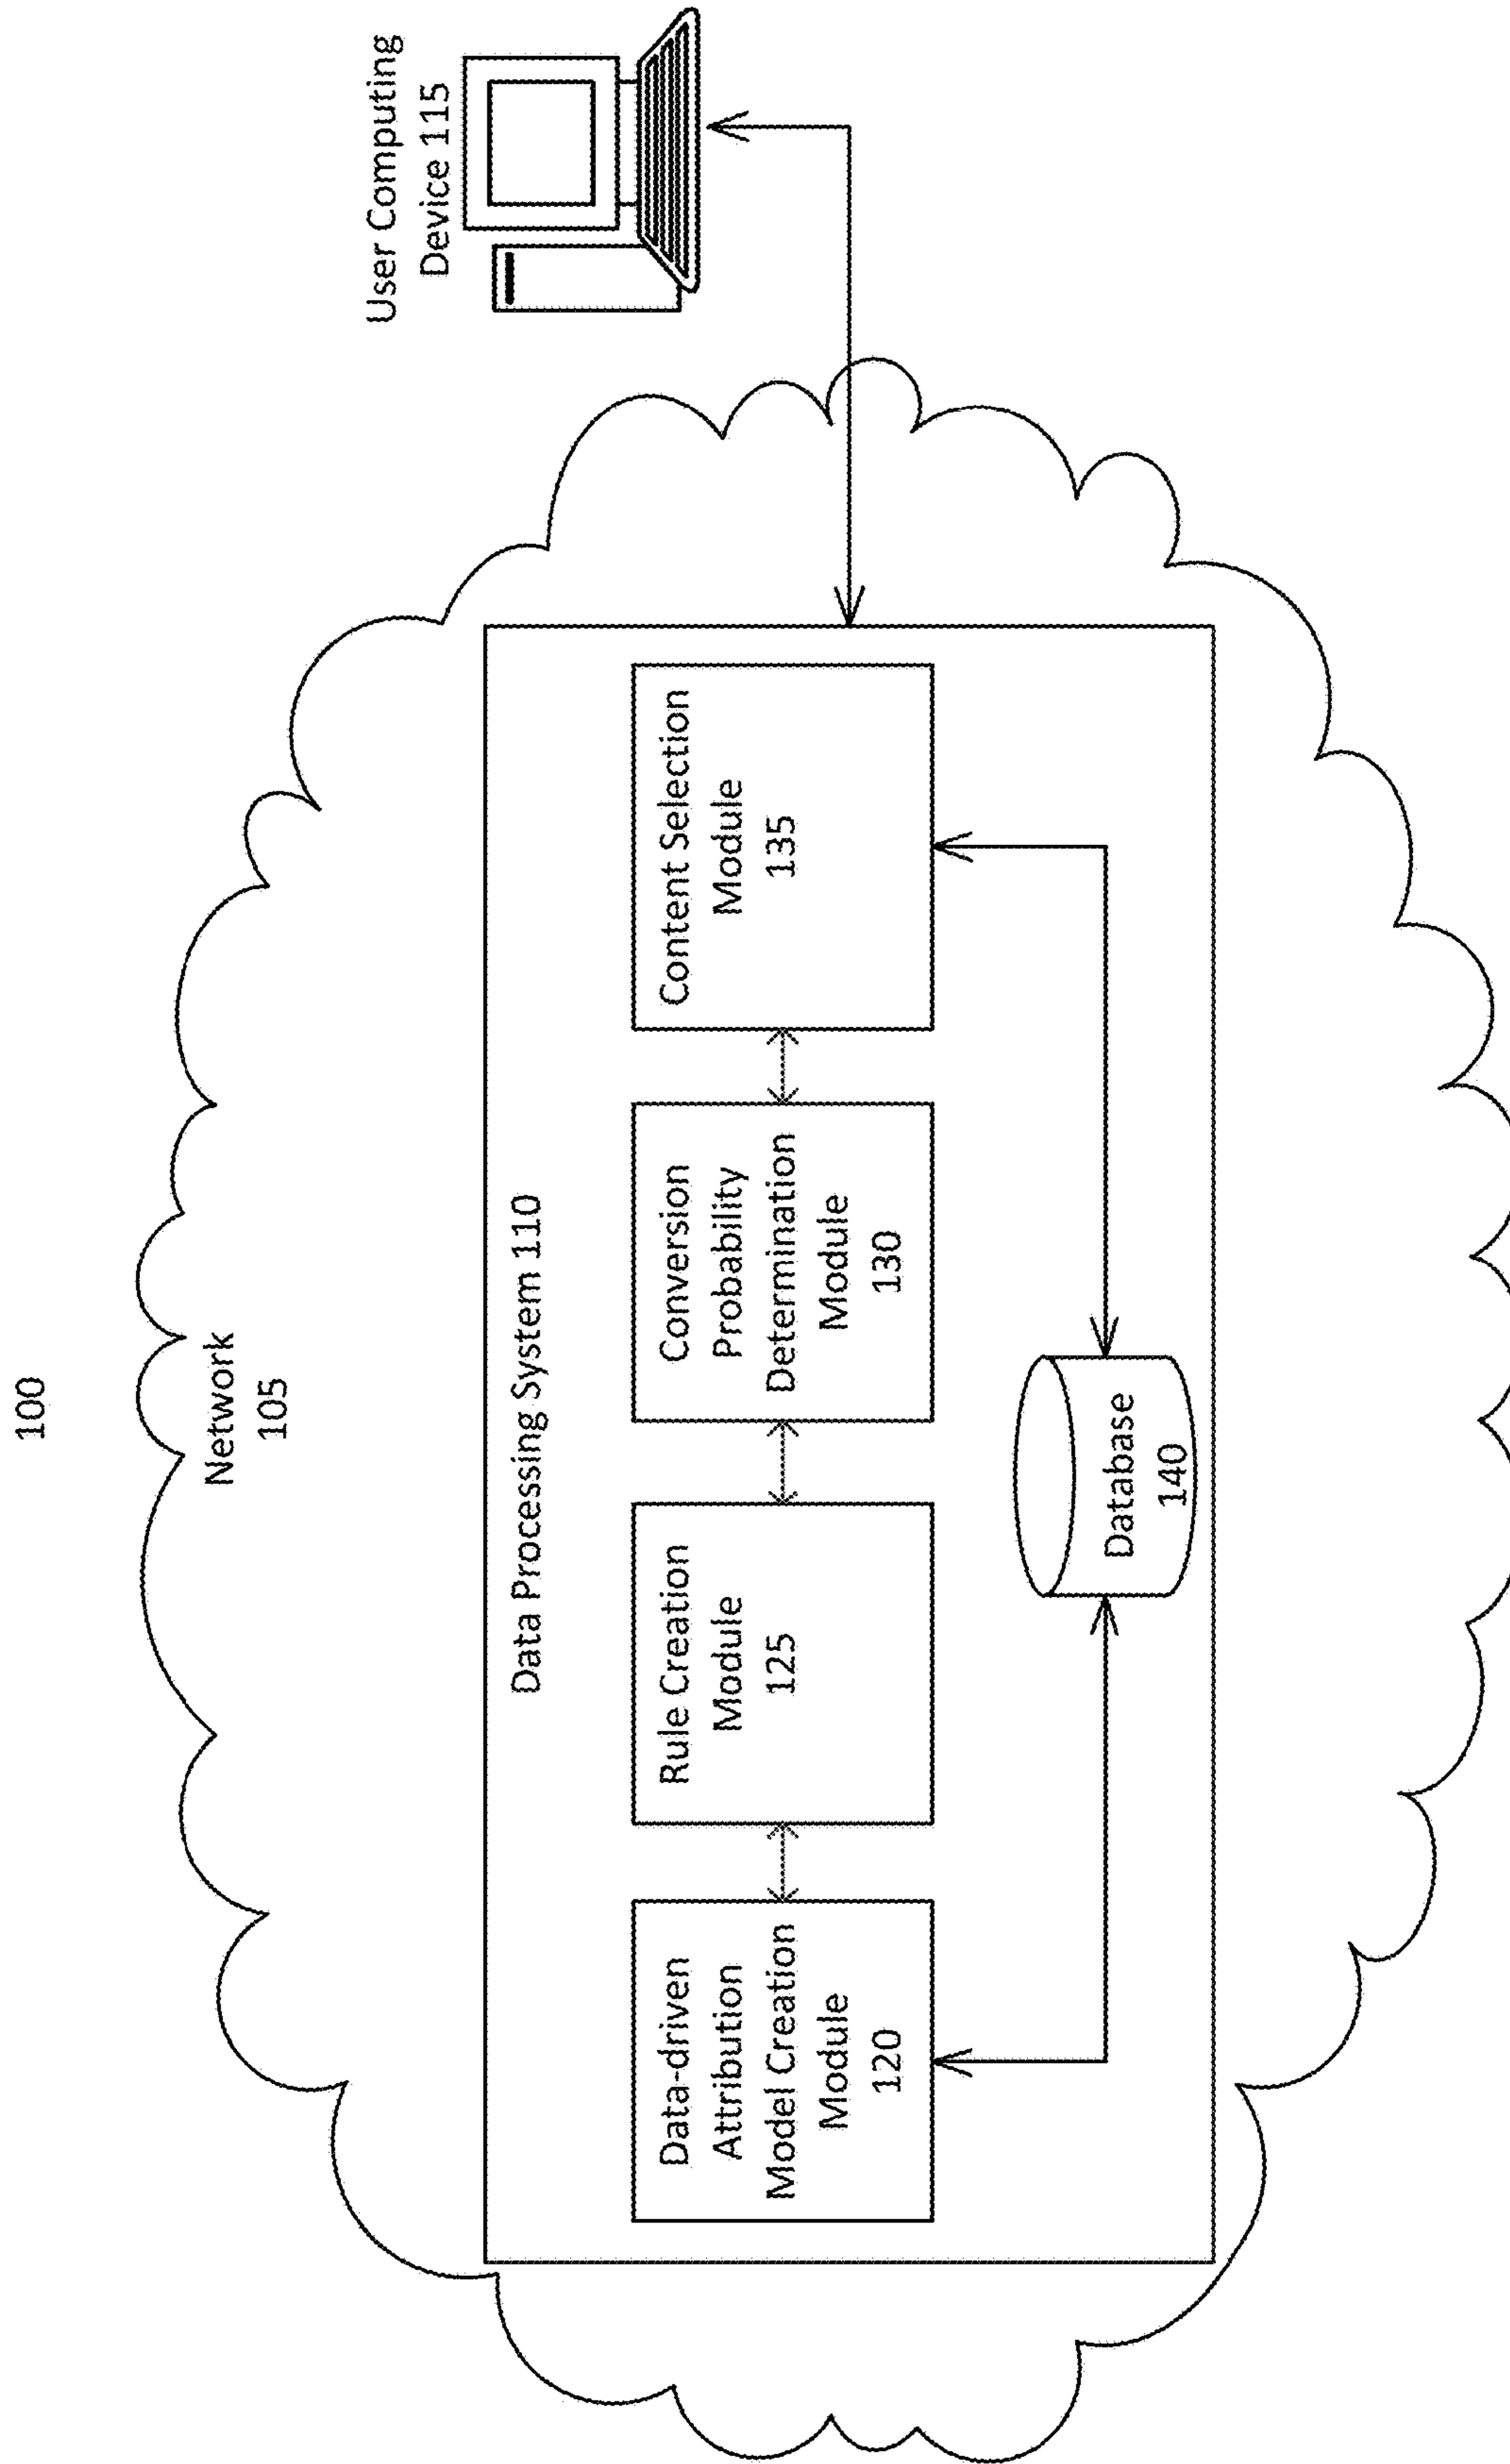 100
Network
105
User Computing
Device 115
Data Processing System 110
Data-driven
Attribution
Model Creation
Module
120
Rule Creation
Module
125
Conversion
Probability
Determination
Module
130
Content Selection
Module
135
Database
140